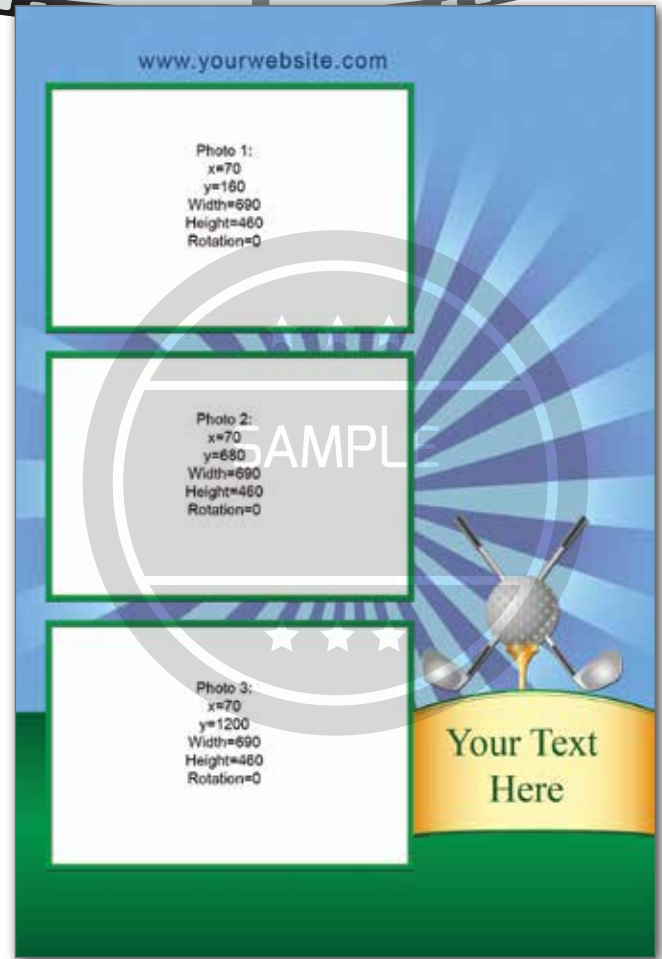 www.yourwebsite.com
Photo 1:
x=70
y=160
Width=690
Height=460
Rotation=0
Photo 2:
x=70
y=680
Width=690
Height=460
Rotation=0
SAMPLE
Photo 3:
x=70
y=1200
Width=690
Height=460
Rotation=0
Your Text
Here